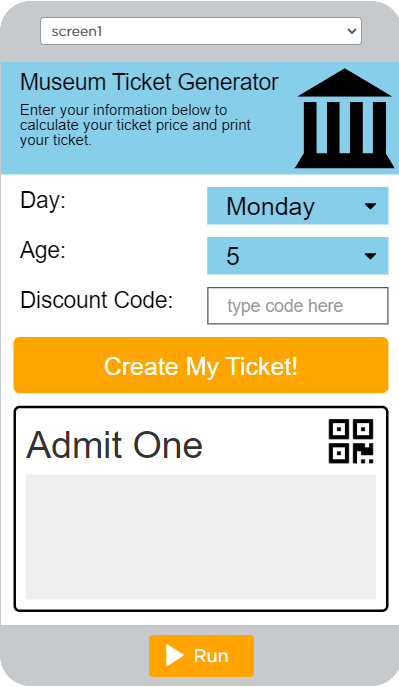 screen1
Museum Ticket Generator
Enter your information below to
calculate your ticket price and print
your ticket.
Day:
Monday
Age:
5
Discount Code:
type code here
Create My Ticket!
Admit One
Run